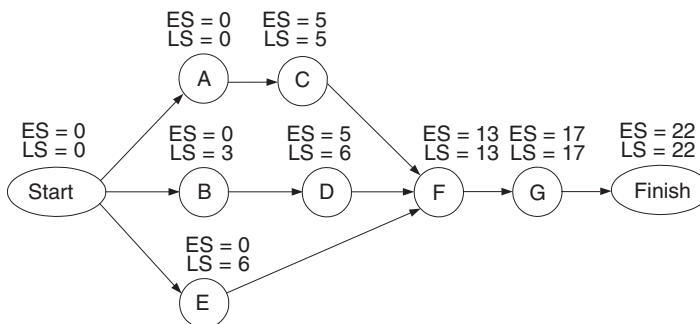 ES = 0
LS = 0
ES = 5
LS = 5
A
C
ES = 0
LS = 0
ES = 0
LS = 3
ES = 5
LS = 6
ES = 13
LS = 13
ES = 17
LS = 17
ES = 22
LS = 22
Start
B
D
F
G
Finish
ES = 0
LS = 6
E